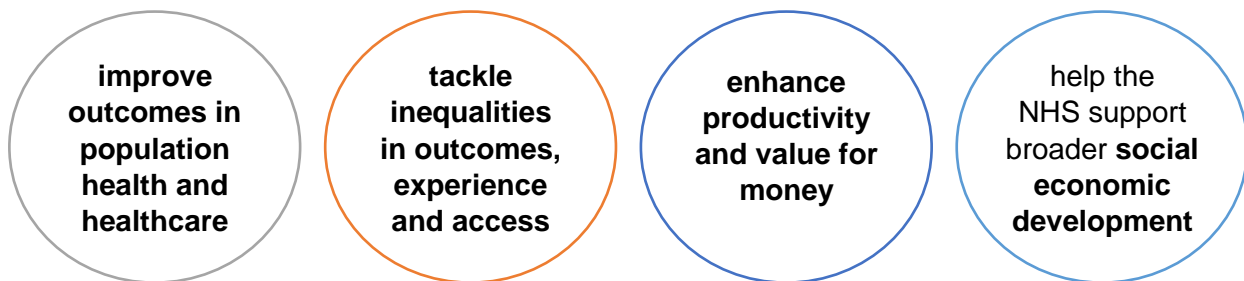 improve
outcomes in
population
health and
healthcare
tackle
inequalities
in outcomes,
experience
and access
enhance
productivity
and value for
money
help the
NHS support
broader social
economic
development